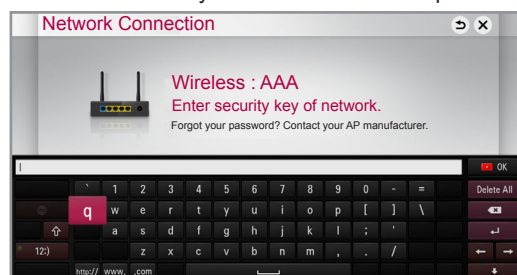 Network Connection
Wireless : AAA
Enter security key of network.
Forgot your password? Contact your AP manufacturer.
OK
` 1 2 3 4 5 6 7 8 9 0 - = Delete All
q w e r t y u i o p [ ] \
a s d f g h j k l ; '
12:) z x c v b n m , . /
http:// www. .com